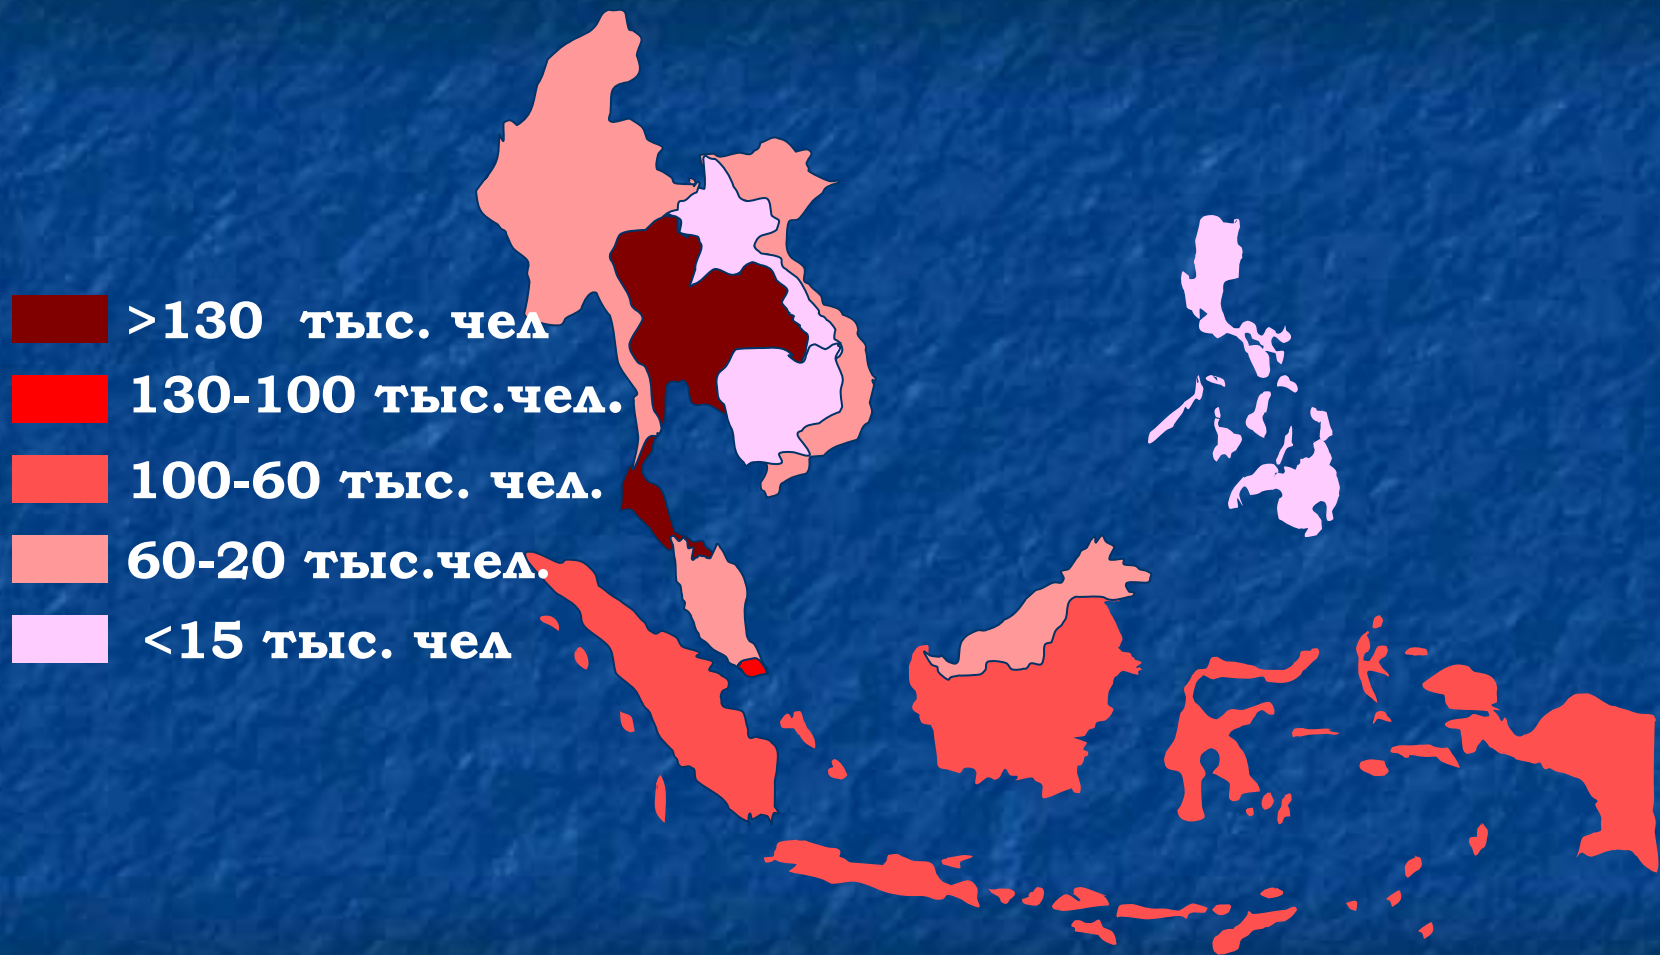 >130 тыс. чел
130-100 тыс.чел.
100-60 тыс. чел.
60-20 тыс.чел.
<15 тыс. чел